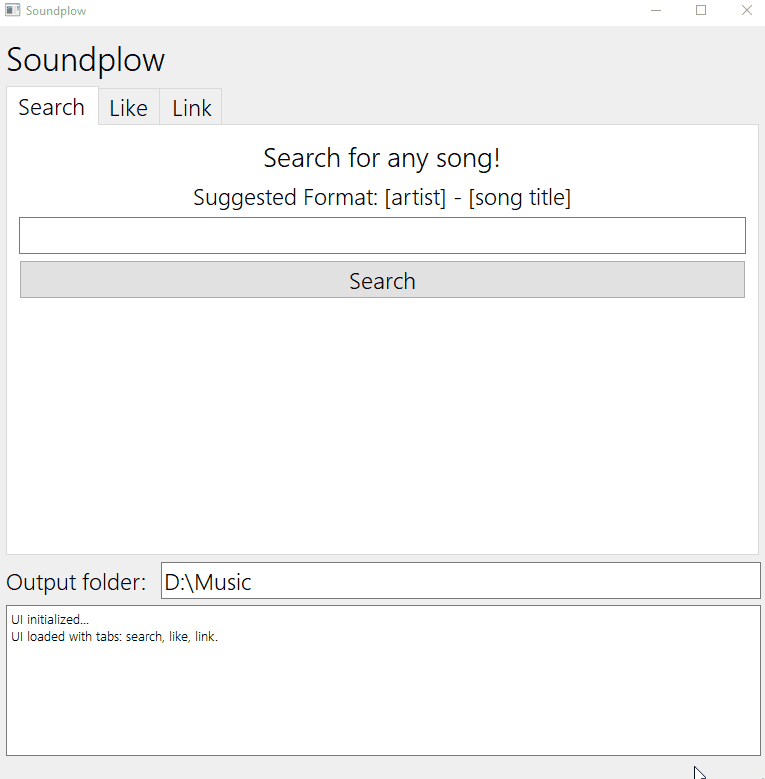 Soundplow
Soundplow
Search Like Link
Search for any song!
Suggested Format: [artist] - [song title]
Search
Output folder: D:\Music
UI initialized...
UI loaded with tabs: search, like, link.